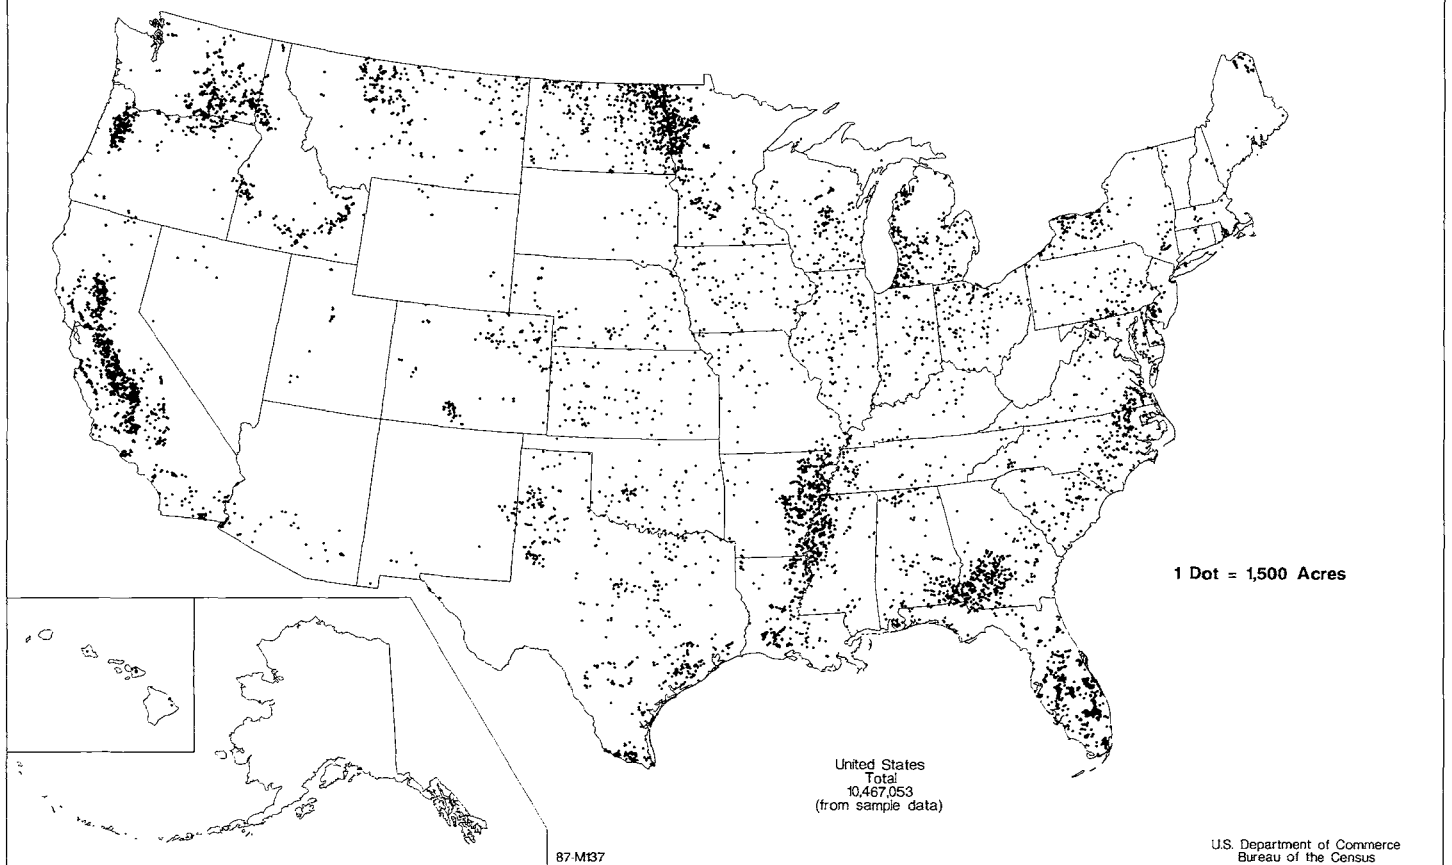 1 Dot = 1,500 Acres
United States
Total
10,467,053
(from sample data)
87-M137
U.S. Department of Commerce
Bureau of the Census